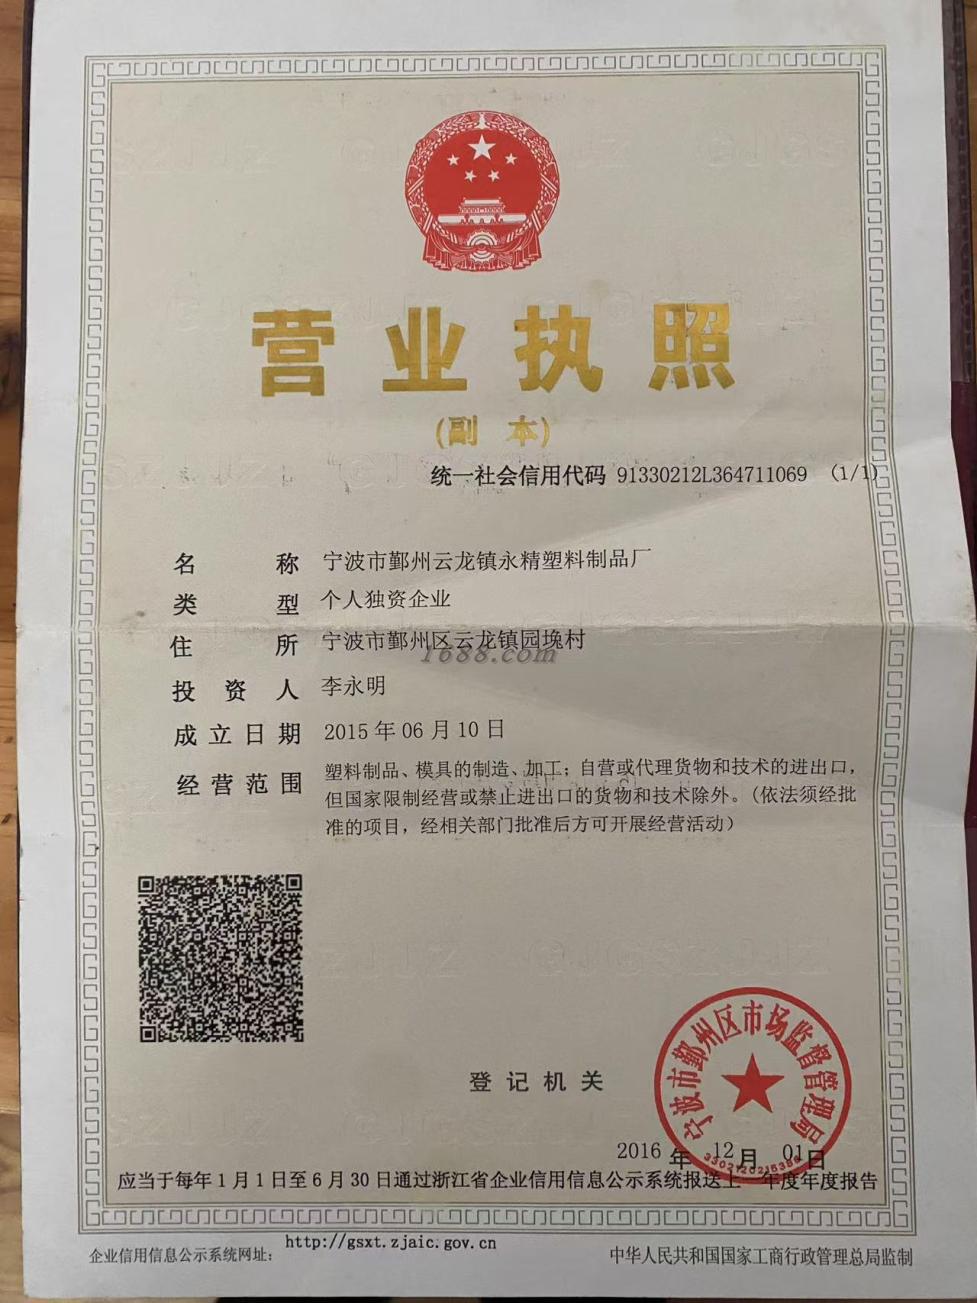 营业执照
(副 本)
统一社会信用代码 91330212L364711069 (1/1)
名 称 宁波市鄞州云龙镇永精塑料制品厂
类 型 个人独资企业
住 所 宁波市鄞州区云龙镇园堍村
1688.com
投 资 人 李永明
成立日期 2015年06月10日
经营范围 塑料制品、模具的制造、加工；自营或代理货物和技术的进出口，
但国家限制经营或禁止进出口的货物和技术除外。（依法须经批
准的项目，经相关部门批准后方可开展经营活动）
宁波市鄞州区市场监督管理局
登记机关
2016年12月01日
应当于每年1月1日至6月30日通过浙江省企业信用信息公示系统报送上一年度年度报告
企业信用信息公示系统网址： http://gsxt.zjaic.gov.cn
中华人民共和国国家工商行政管理总局监制